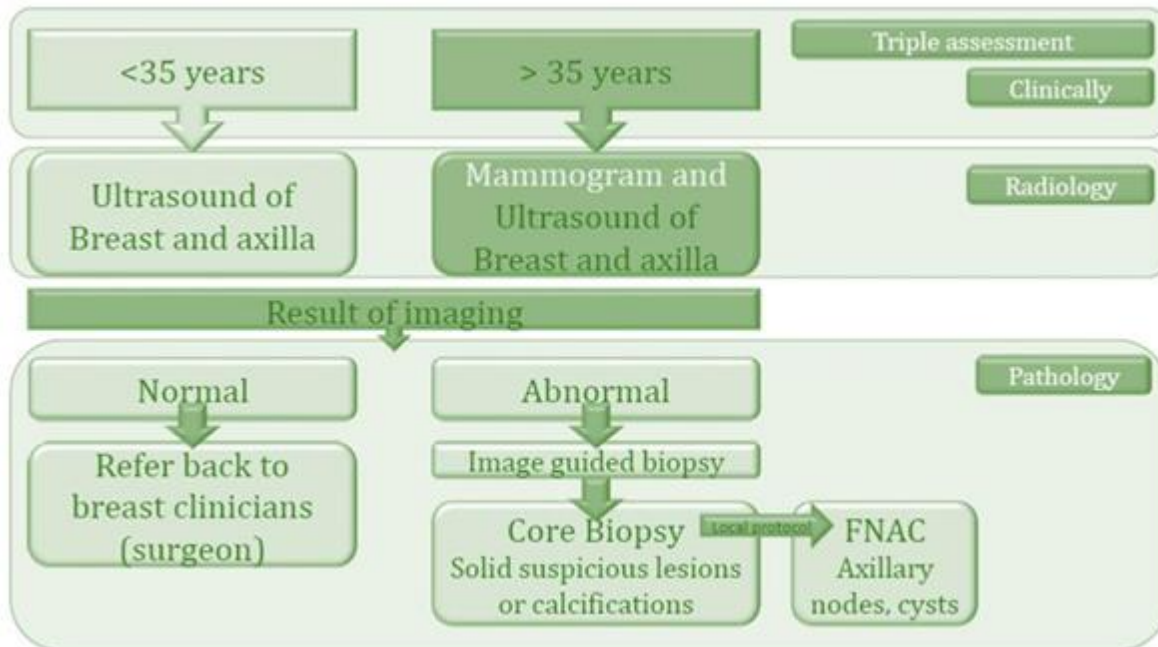 <35 years
> 35 years
Triple assessment
Clinically
Ultrasound of
Breast and axilla
Mammogram and
Ultrasound of
Breast and axilla
Radiology
Result of imaging
Normal
Abnormal
Pathology
Refer back to
breast clinicians
(surgeon)
Image guided biopsy
Core Biopsy
Solid suspicious lesions
or calcifications
Local protocol
FNAC
Axillary
nodes, cysts